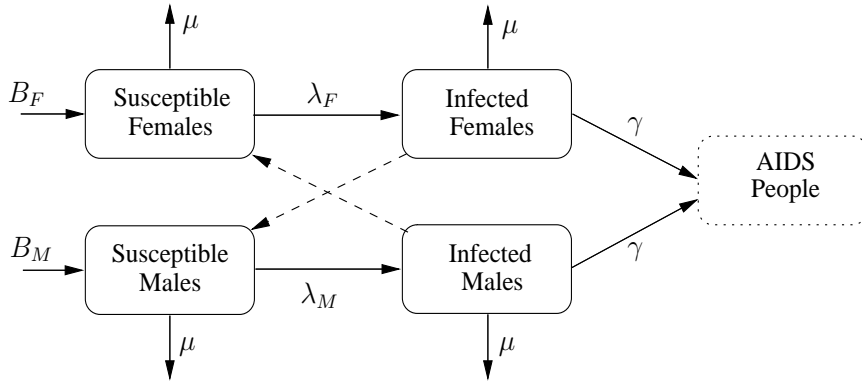 μ
μ
B_F
Susceptible
Females
λ_F
Infected
Females
γ
AIDS
People
B_M
Susceptible
Males
λ_M
Infected
Males
γ
μ
μ